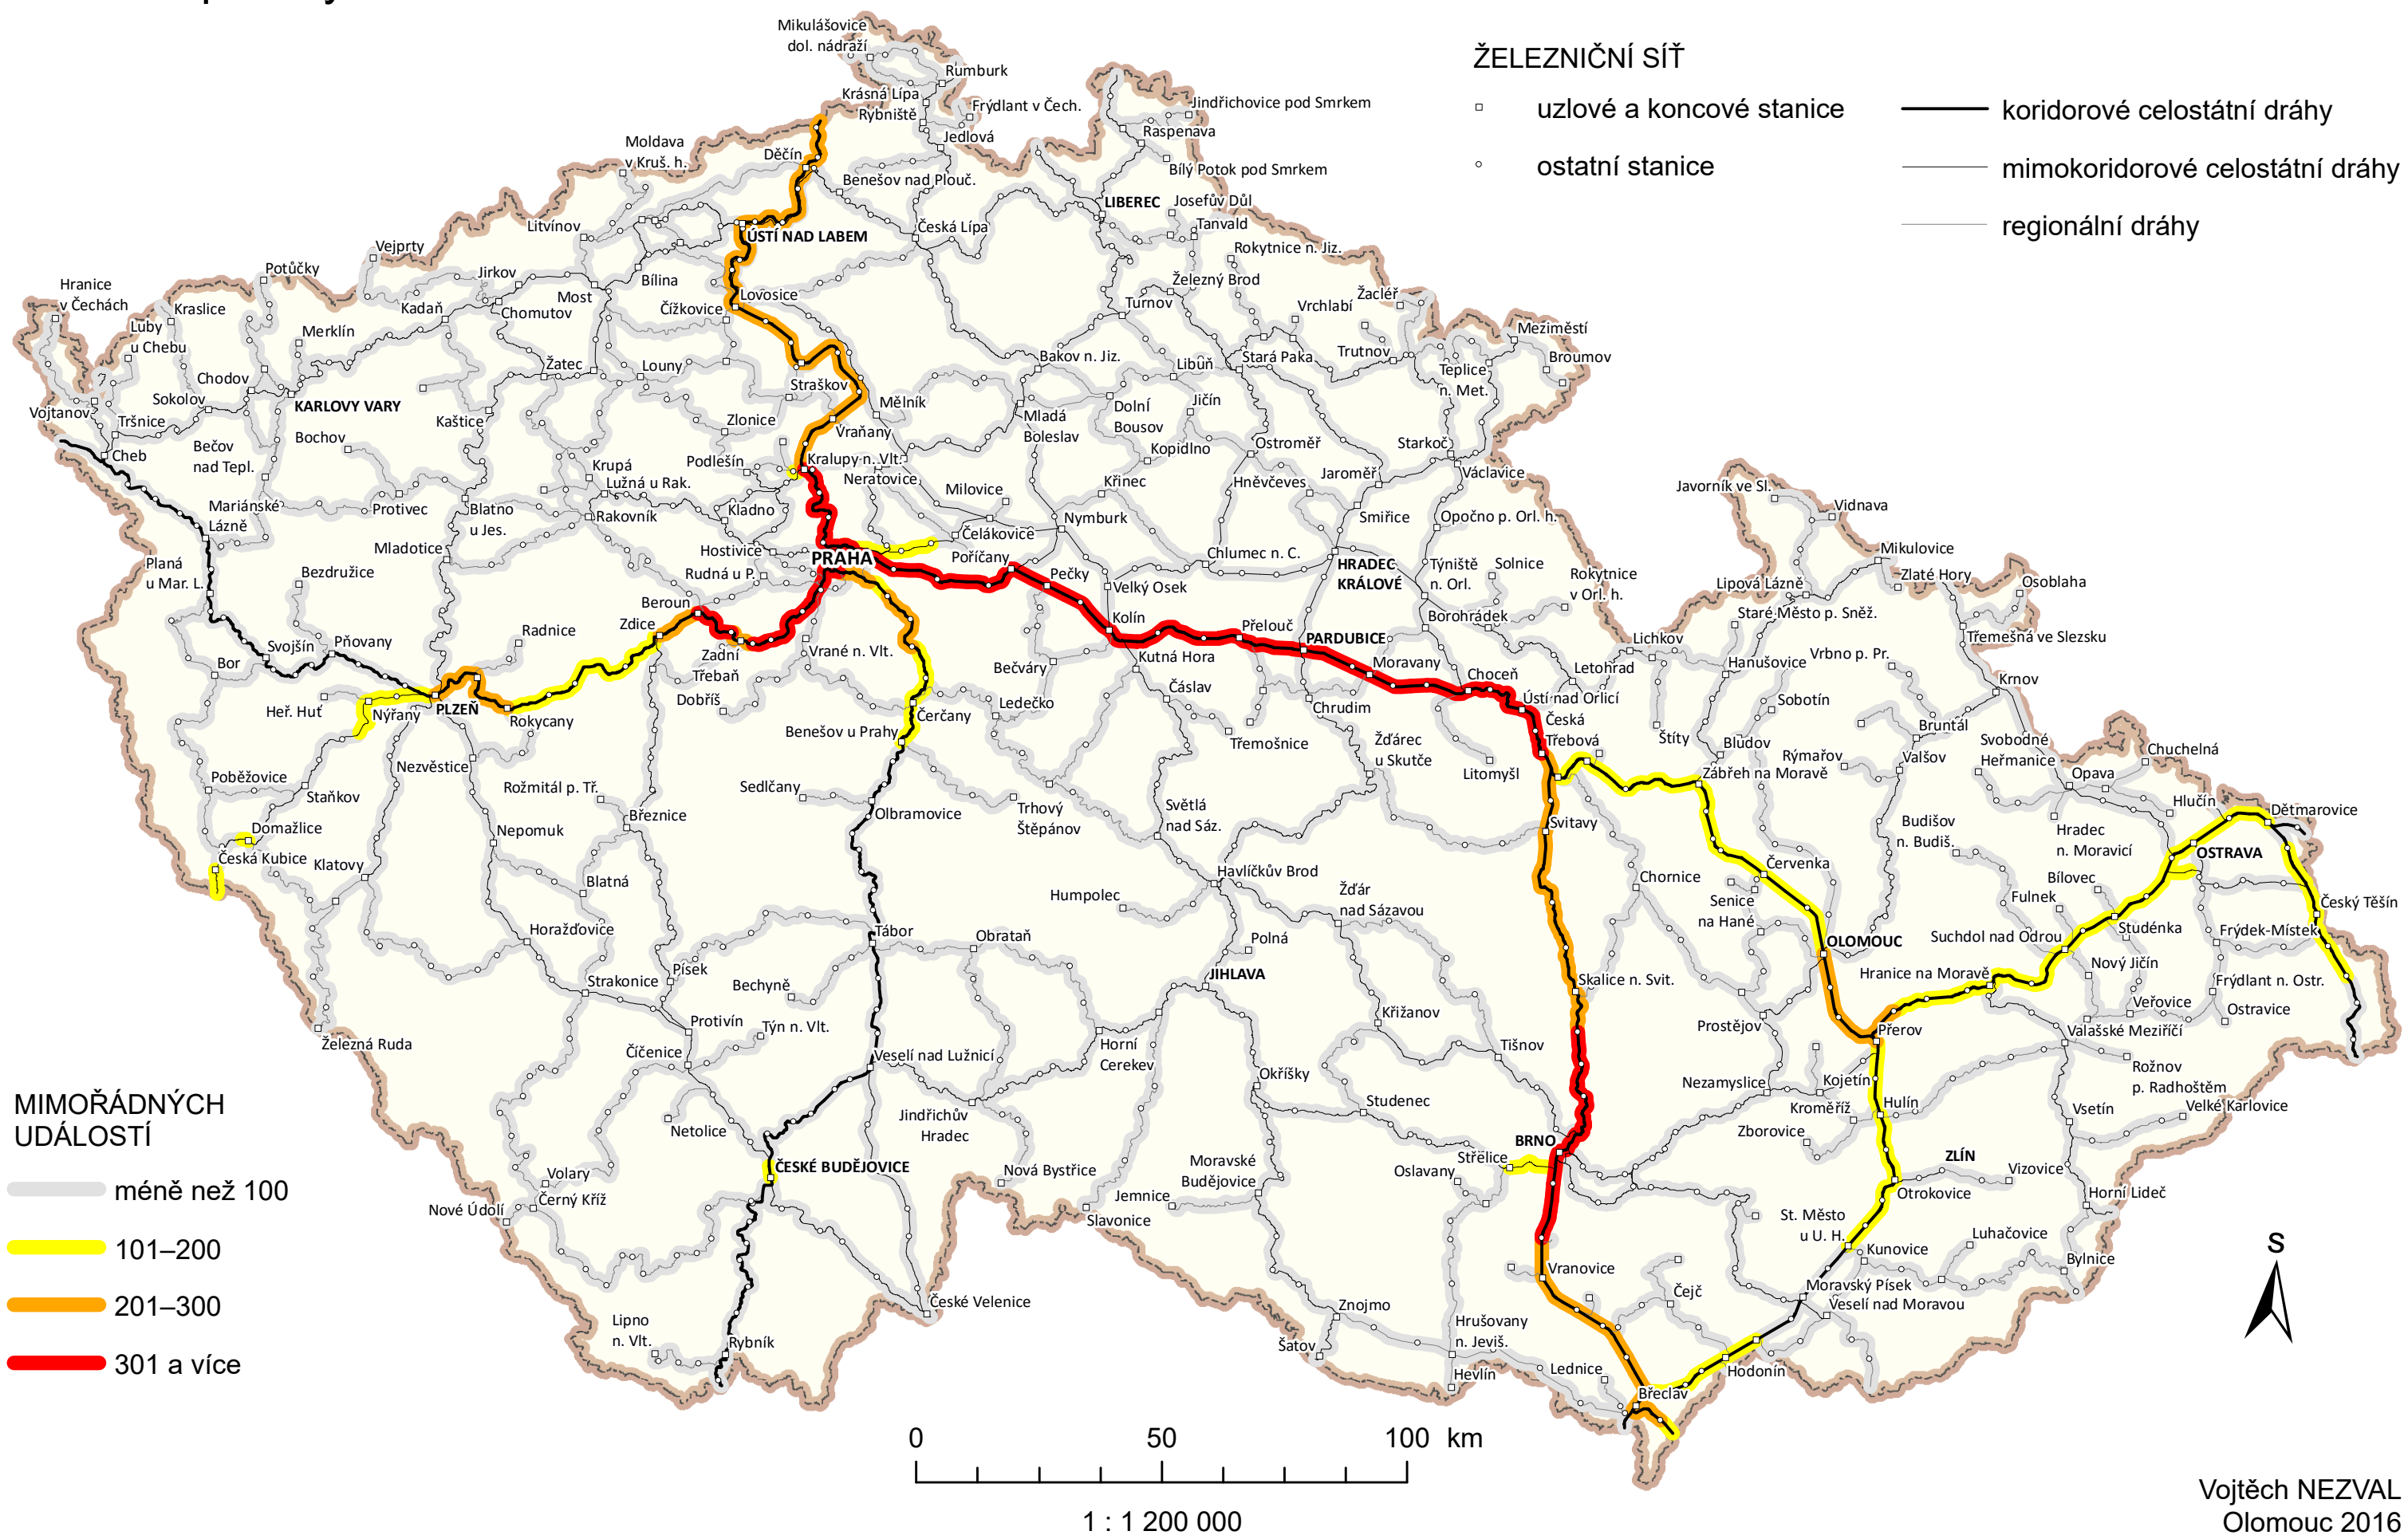 ŽELEZNIČNÍ SÍŤ
uzlové a koncové stanice
koridorové celostátní dráhy
ostatní stanice
mimokoridorové celostátní dráhy
regionální dráhy
Mikulášovice
dol. nádraží
Rumburk
Krásná Lípa
Rybniště
Frýdlant v Čech.
Jedlová
Jindřichovice pod Smrkem
Raspenava
Bílý Potok pod Smrkem
Moldava
v Kruš. h.
Děčín
Benešov nad Plouč.
LIBEREC
Josefův Důl
Tanvald
Litvínov
ÚSTÍ NAD LABEM
Česká Lípa
Rokytnice n. Jiz.
Vejprty
Potůčky
Jirkov
Bílina
Železný Brod
Hranice
v Čechách
Kraslice
Luby
u Chebu
Kadaň
Most
Chomutov
Lovosice
Čížkovice
Turnov
Vrchlabí
Žacléř
Merklín
Meziměstí
Broumov
Chodov
Sokolov
KARLOVY VARY
Žatec
Louny
Straškov
Bakov n. Jiz.
Libuň
Stará Paka
Trutnov
Teplice
n. Met.
Vojtanov
Tršnice
Cheb
Bečov
nad Tepl.
Bochov
Kaštice
Zlonice
Mělník
Vraňany
Mladá
Boleslav
Dolní
Bousov
Jičín
Kopidlno
Ostroměř
Starkoč
Václavice
Krupá
Lužná u Rak.
Podlešín
Kralupy n. Vlt.
Neratovice
Milovice
Křinec
Hněvčeves
Jaroměř
Mariánské
Lázně
Protivec
Blatno
u Jes.
Rakovník
Kladno
Čelákovice
Nymburk
Smiřice
Opočno p. Orl. h.
Javorník ve Sl.
Vidnava
Mladotice
Hostivice
PRAHA
Poříčany
Chlumec n. C.
Planá
u Mar. L.
Bezdružice
Rudná u P.
Pečky
Velký Osek
HRADEC
KRÁLOVÉ
Týniště
n. Orl.
Solnice
Rokytnice
v Orl. h.
Mikulovice
Lipová Lázně
Zlaté Hory
Osoblaha
Beroun
Zdice
Kolín
Přelouč
Borohrádek
Staré Město p. Sněž.
Třemešná ve Slezsku
Svojšín
Pňovany
Radnice
Bor
Zadní
Třebaň
Vrané n. Vlt.
Bečváry
Kutná Hora
PARDUBICE
Moravany
Choceň
Letohrad
Lichkov
Hanušovice
Vrbno p. Pr.
Heř. Huť
Nýřany
PLZEŇ
Rokycany
Dobříš
Čerčany
Benešov u Prahy
Ledečko
Čáslav
Chrudim
Ústí nad Orlicí
Česká
Třebová
Štíty
Sobotín
Krnov
Třemošnice
Žďárec
u Skutče
Litomyšl
Bludov
Zábřeh na Moravě
Rýmařov
Bruntál
Valšov
Svobodné
Heřmanice
Chuchelná
Opava
Poběžovice
Staňkov
Nezvěstice
Rožmitál p. Tř.
Sedlčany
Olbramovice
Trhový
Štěpánov
Světlá
nad Sáz.
Domažlice
Česká Kubice
Klatovy
Nepomuk
Březnice
Svitavy
Budišov
n. Budiš.
Hradec
n. Moravicí
Hlučín
Dětmarovice
OSTRAVA
Blatná
Humpolec
Havlíčkův Brod
Žďár
nad Sázavou
Chornice
Červenka
Senice
na Hané
Bílovec
Fulnek
Český Těšín
Horažďovice
Tábor
Obrataň
Polná
OLOMOUC
Suchdol nad Odrou
Studénka
Frýdek-Místek
Strakonice
Písek
Bechyně
JIHLAVA
Skalice n. Svit.
Hranice na Moravě
Nový Jičín
Frýdlant n. Ostr.
Železná Ruda
Protivín
Týn n. Vlt.
Číčenice
Veselí nad Lužnicí
Horní
Cerekev
Křižanov
Tišnov
Prostějov
Přerov
Veřovice
Ostravice
Valašské Meziříčí
Rožnov
p. Radhoštěm
Okříšky
Nezamyslice
Kojetín
Kroměříž
Hulín
Vsetín
Velké Karlovice
Jindřichův
Hradec
Netolice
Studenec
BRNO
Střelice
Zborovice
Volary
Černý Kříž
Nové Údolí
ČESKÉ BUDĚJOVICE
Nová Bystřice
Moravské
Budějovice
Jemnice
Slavonice
Oslavany
ZLÍN
Vizovice
Otrokovice
Horní Lideč
St. Město
u U. H.
Kunovice
Luhačovice
Bylnice
Vranovice
Čejč
Moravský Písek
Veselí nad Moravou
Lipno
n. Vlt.
Rybník
České Velenice
Znojmo
Šatov
Hrušovany
n. Jeviš.
Hevlín
Lednice
Břeclav
Hodonín
MIMOŘÁDNÝCH
UDÁLOSTÍ
méně než 100
101–200
201–300
301 a více
S
0 50 100 km
1 : 1 200 000
Vojtěch NEZVAL
Olomouc 2016